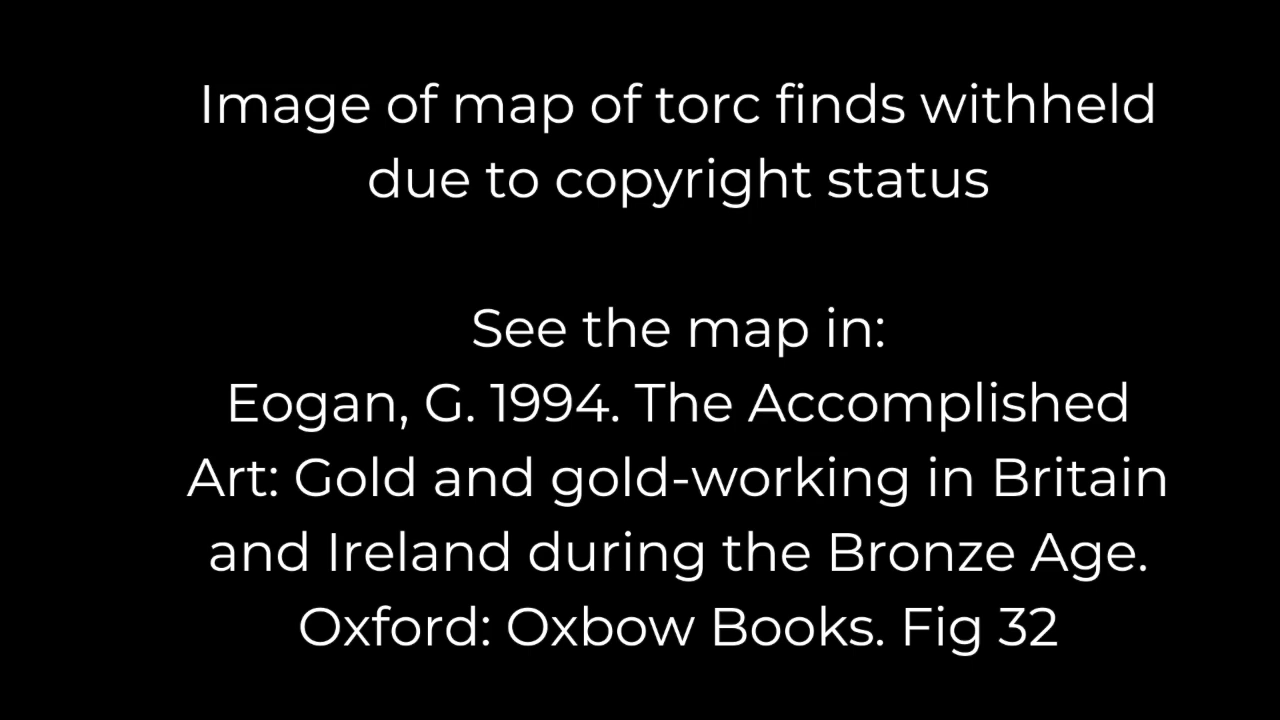 Image of map of torc finds withheld
due to copyright status
See the map in:
Eogan, G. 1994. The Accomplished
Art: Gold and gold-working in Britain
and Ireland during the Bronze Age.
Oxford: Oxbow Books. Fig 32